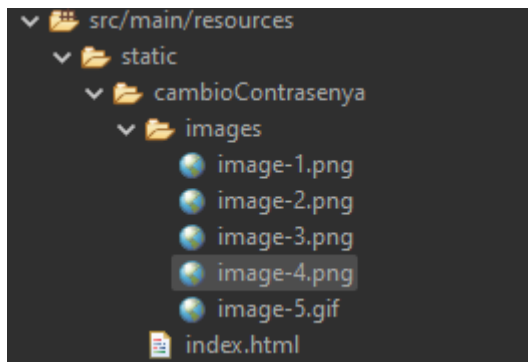 src/main/resources
static
cambioContrasenya
images
image-1.png
image-2.png
image-3.png
image-4.png
image-5.gif
index.html